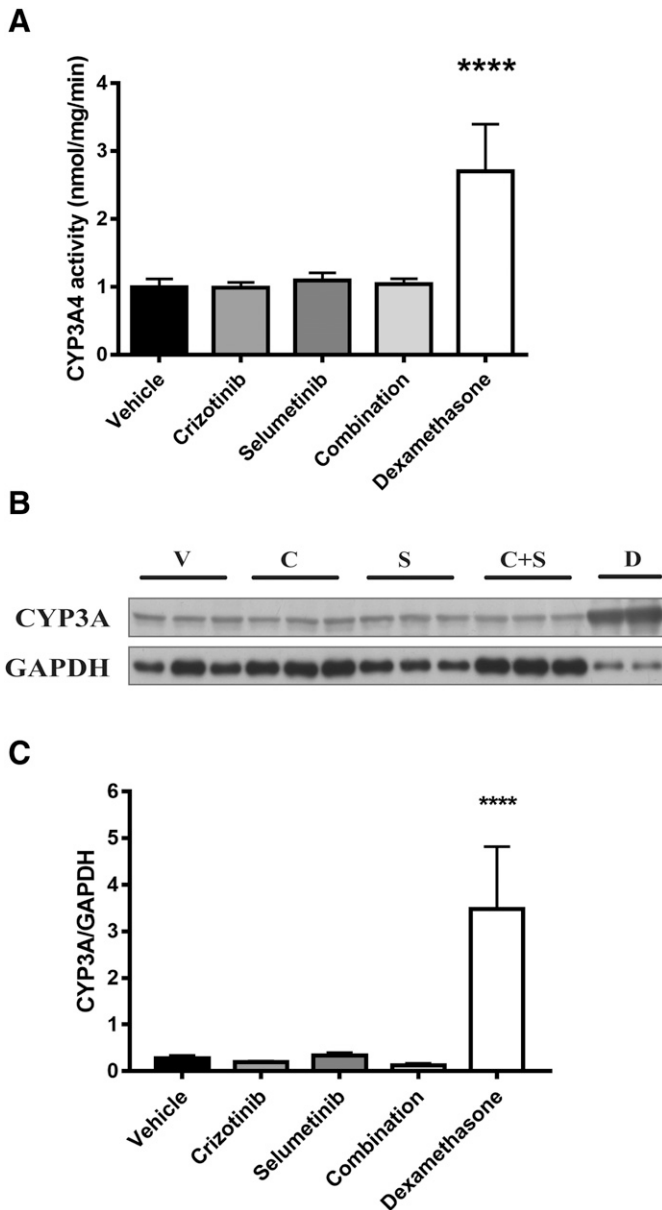 A
CYP3A4 activity (nmol/mg/min)
4
3
2
1
0
****
Vehicle
Crizotinib
Selumetinib
Combination
Dexamethasone
B
V C S C+S D
CYP3A
GAPDH
C
CYP3A/GAPDH
6
5
4
3
2
1
0
****
Vehicle
Crizotinib
Selumetinib
Combination
Dexamethasone